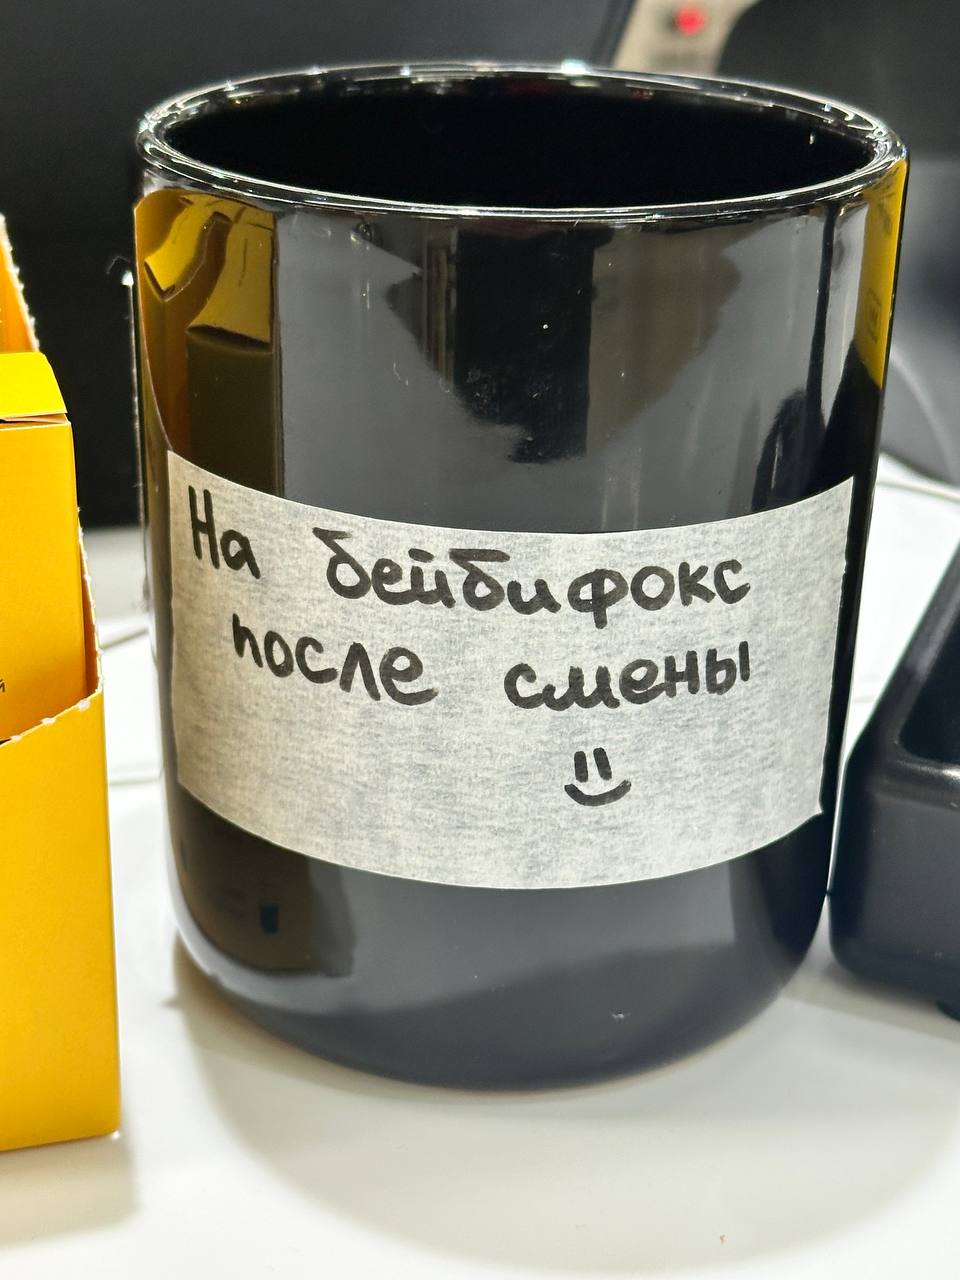 На бейбифокс
после смены